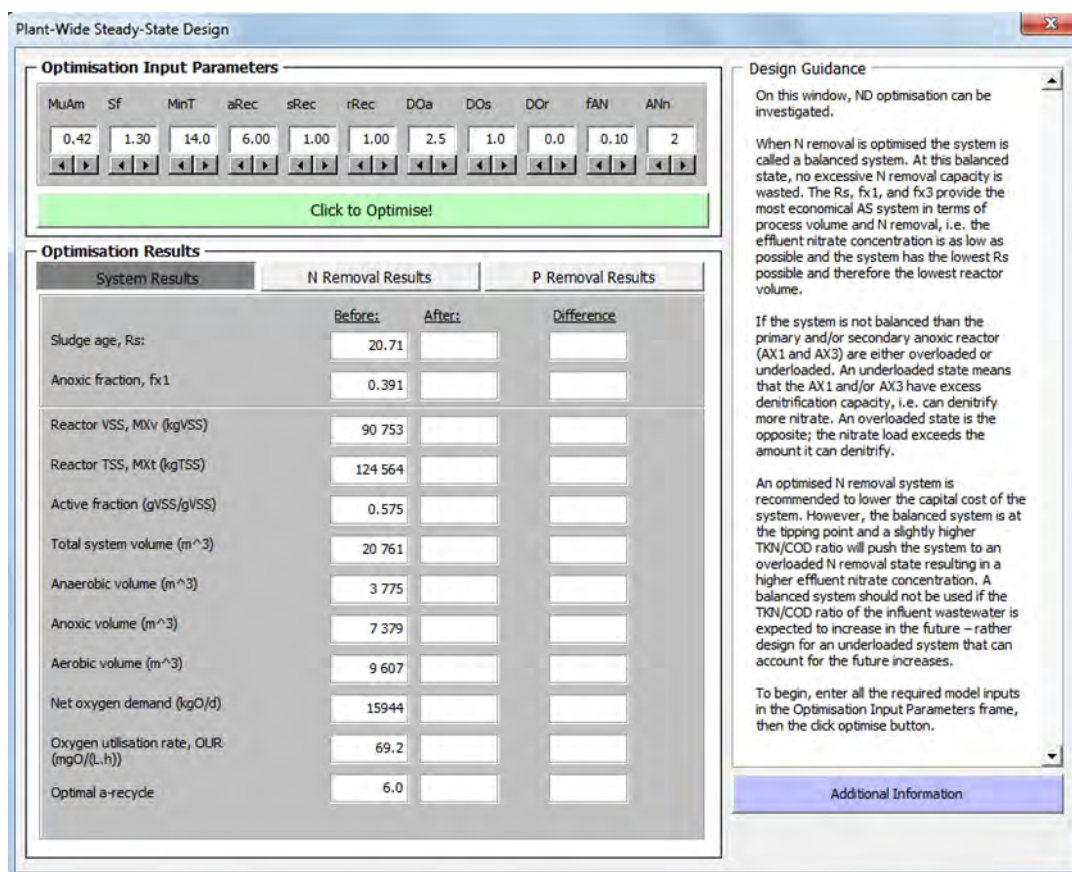 Plant-Wide Steady-State Design
Optimisation Input Parameters
MuAm Sf MinT aRec sRec rRec DOa DOs DOr fAN ANn
0.42 1.30 14.0 6.00 1.00 1.00 2.5 1.0 0.0 0.10 2
Click to Optimise!
Optimisation Results
System Results N Removal Results P Removal Results
Before: After: Difference
Sludge age, Rs: 20.71
Anoxic fraction, fx1 0.391
Reactor VSS, MXv (kgVSS) 90 753
Reactor TSS, MXt (kgTSS) 124 564
Active fraction (gVSS/gVSS) 0.575
Total system volume (m^3) 20 761
Anaerobic volume (m^3) 3 775
Anoxic volume (m^3) 7 379
Aerobic volume (m^3) 9 607
Net oxygen demand (kgO/d) 15944
Oxygen utilisation rate, OUR
(mgO/(L.h)) 69.2
Optimal a-recycle 6.0
Design Guidance
On this window, ND optimisation can be
investigated.
When N removal is optimised the system is
called a balanced system. At this balanced
state, no excessive N removal capacity is
wasted. The Rs, fx1, and fx3 provide the
most economical AS system in terms of
process volume and N removal, i.e. the
effluent nitrate concentration is as low as
possible and the system has the lowest Rs
possible and therefore the lowest reactor
volume.
If the system is not balanced than the
primary and/or secondary anoxic reactor
(AX1 and AX3) are either overloaded or
underloaded. An underloaded state means
that the AX1 and/or AX3 have excess
denitrification capacity, i.e. can denitrify
more nitrate. An overloaded state is the
opposite; the nitrate load exceeds the
amount it can denitrify.
An optimised N removal system is
recommended to lower the capital cost of the
system. However, the balanced system is at
the tipping point and a slightly higher
TKN/COD ratio will push the system to an
overloaded N removal state resulting in a
higher effluent nitrate concentration. A
balanced system should not be used if the
TKN/COD ratio of the influent wastewater is
expected to increase in the future – rather
design for an underloaded system that can
account for the future increases.
To begin, enter all the required model inputs
in the Optimisation Input Parameters frame,
then the click optimise button.
Additional Information